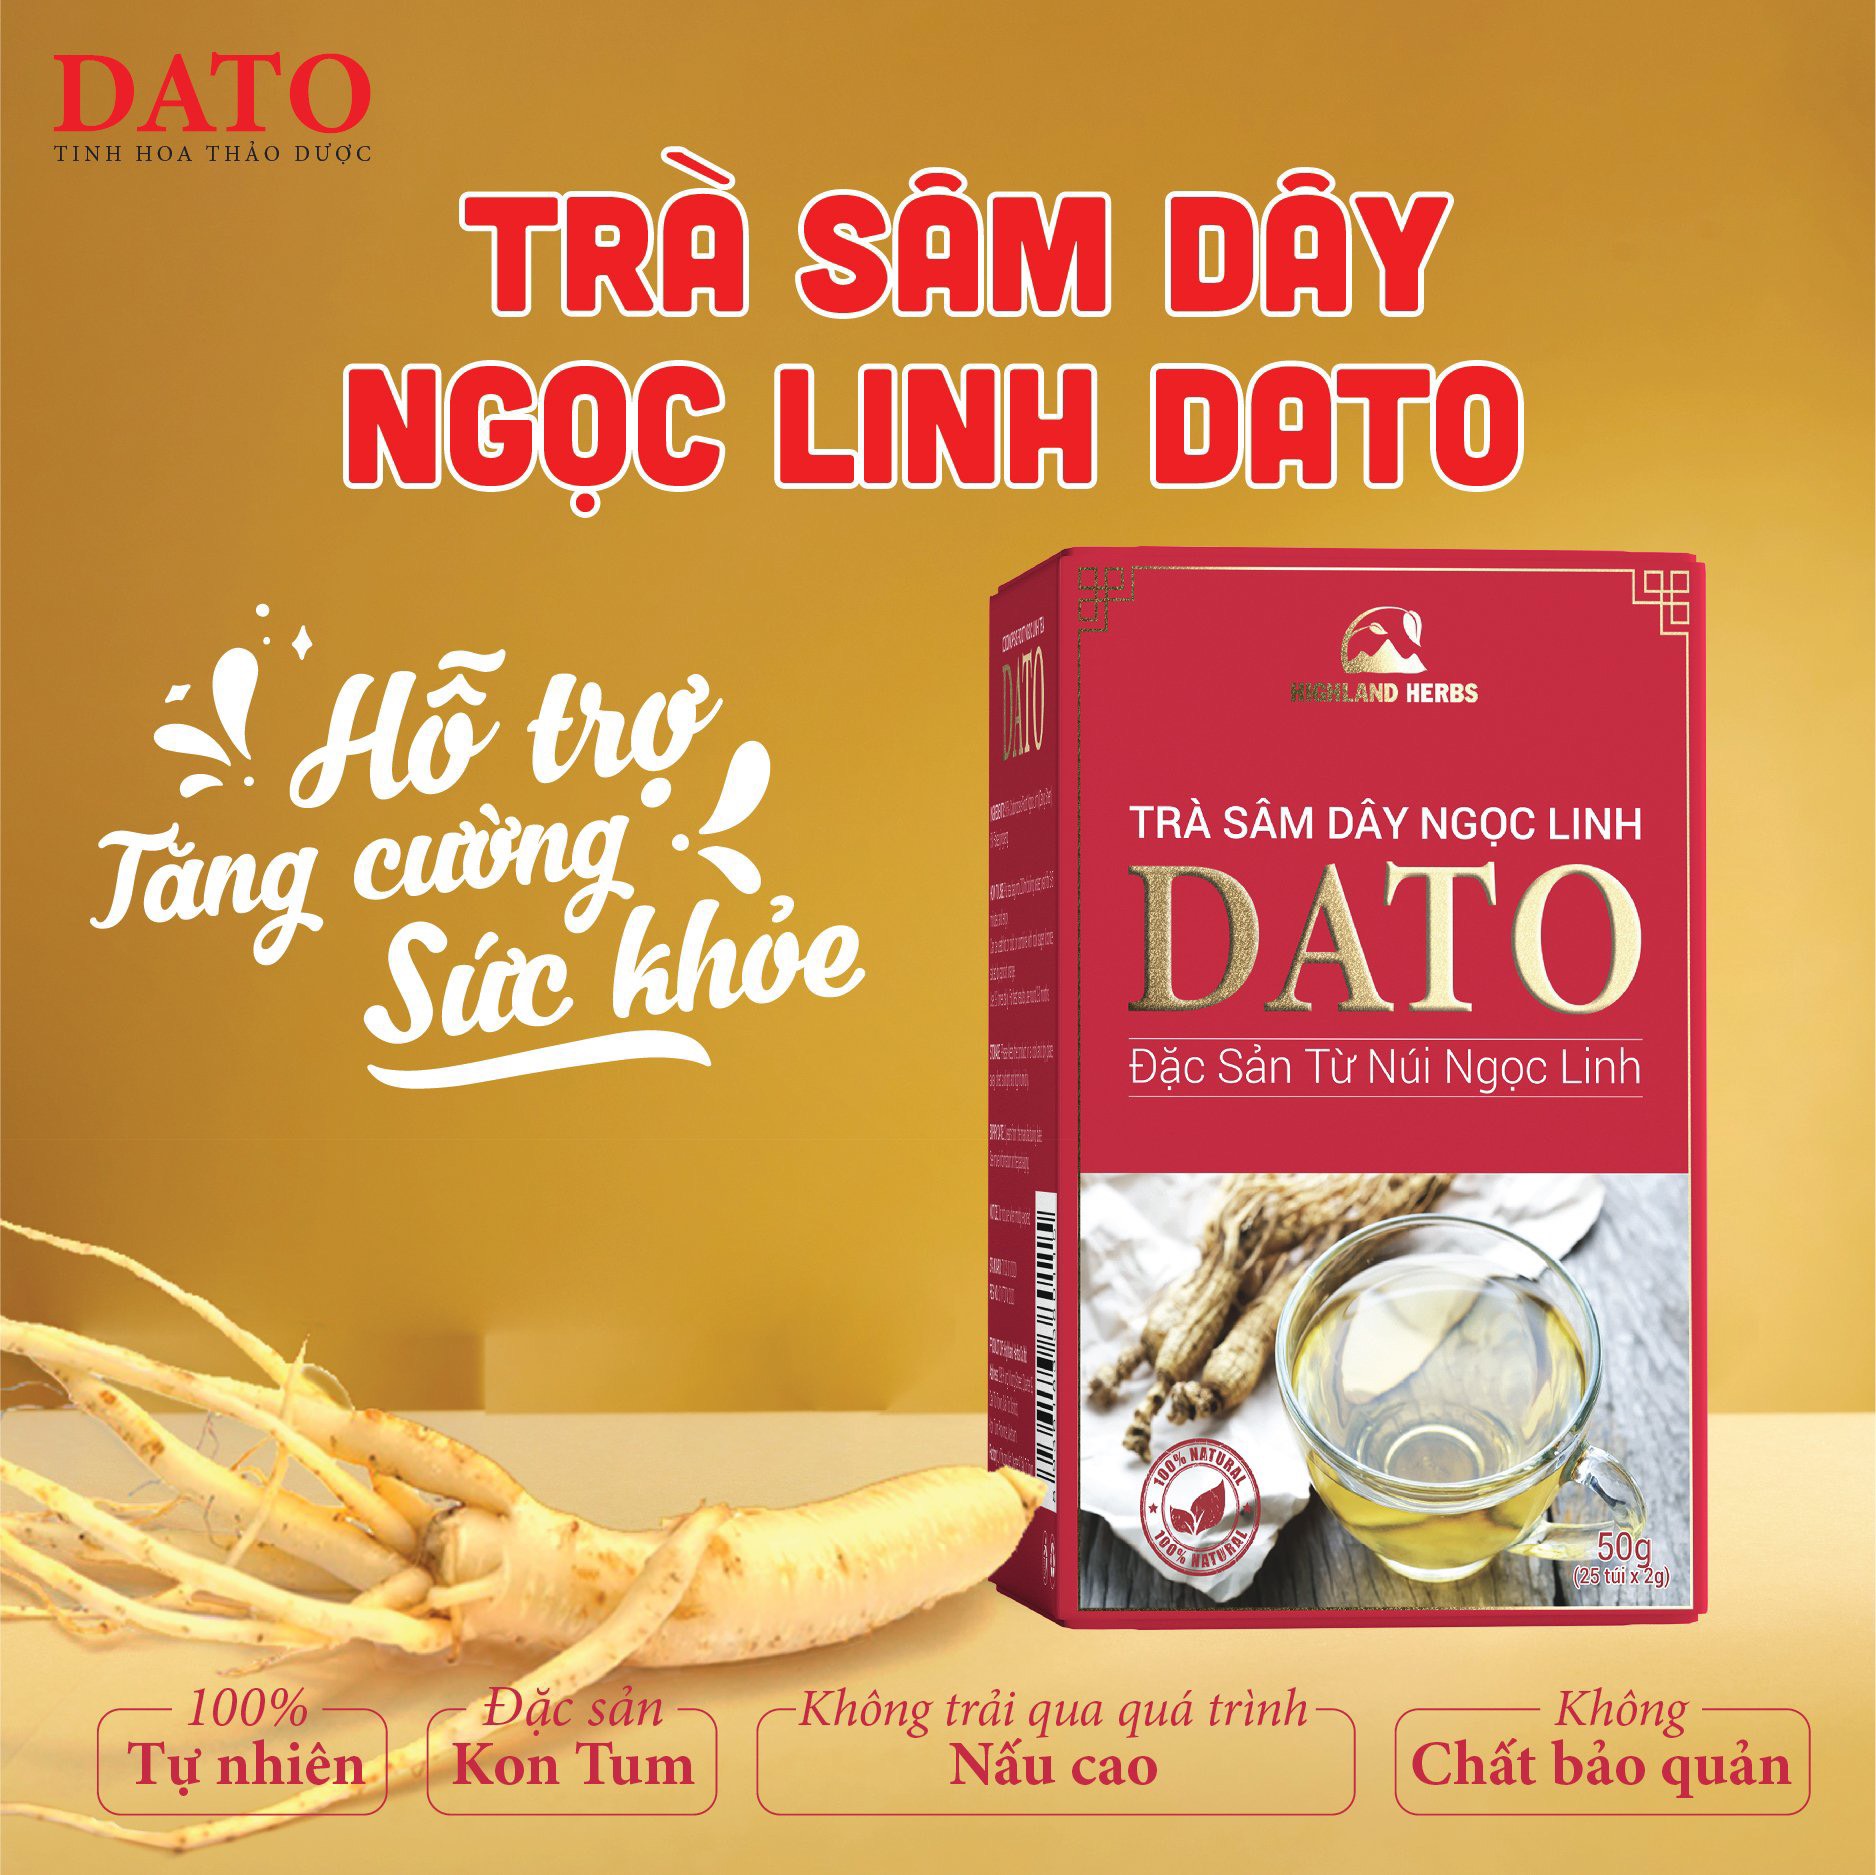 DATO
TINH HOA THẢO DƯỢC
TRÀ SÂM DÂY
NGỌC LINH DATO
Hỗ trợ
Tăng cường
Sức khỏe
HIGHLAND HERBS
TRÀ SÂM DÂY NGỌC LINH
DATO
Đặc Sản Từ Núi Ngọc Linh
DATO
100% NATURAL
100% NATURAL
50g
(25 túi x 2g)
100%
Tự nhiên
Đặc sản
Kon Tum
Không trải qua quá trình
Nấu cao
Không
Chất bảo quản